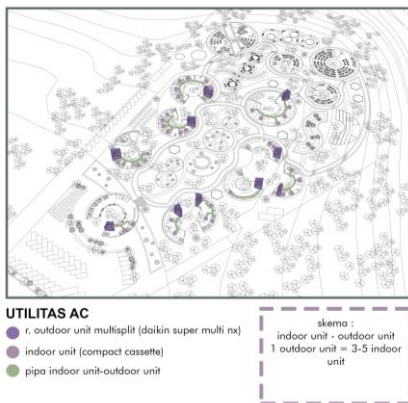 UTILITAS AC
r. outdoor unit multisplit (daikin super multi nx)
indoor unit (compact cassette)
pipa indoor unit-outdoor unit
skema :
indoor unit - outdoor unit
1 outdoor unit = 3-5 indoor
unit